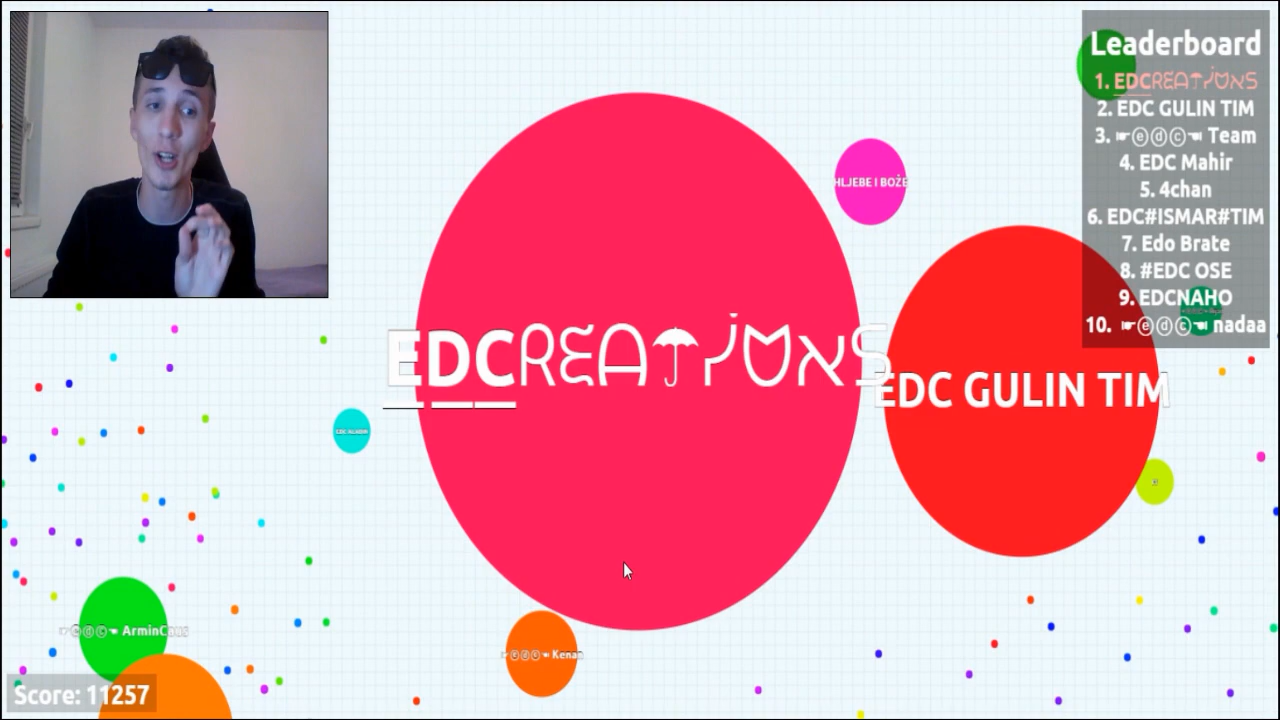 Leaderboard
1. EDCREATIONS
2. EDC GULIN TIM
3. ☛ⓔⓓⓒ☚ Team
4. EDC Mahir
5. 4chan
6. EDC#ISMAR#TIM
7. Edo Brate
8. #EDC OSE
9. EDCNAHO
10. ☛ⓔⓓⓒ☚ nadaa
HLJEBE I BOŽE
EDCREATIONS
EDC GULIN TIM
☛ⓔⓓⓒ☚ ArminCaus
☛ⓔⓓⓒ☚ Kenan
Score: 11257